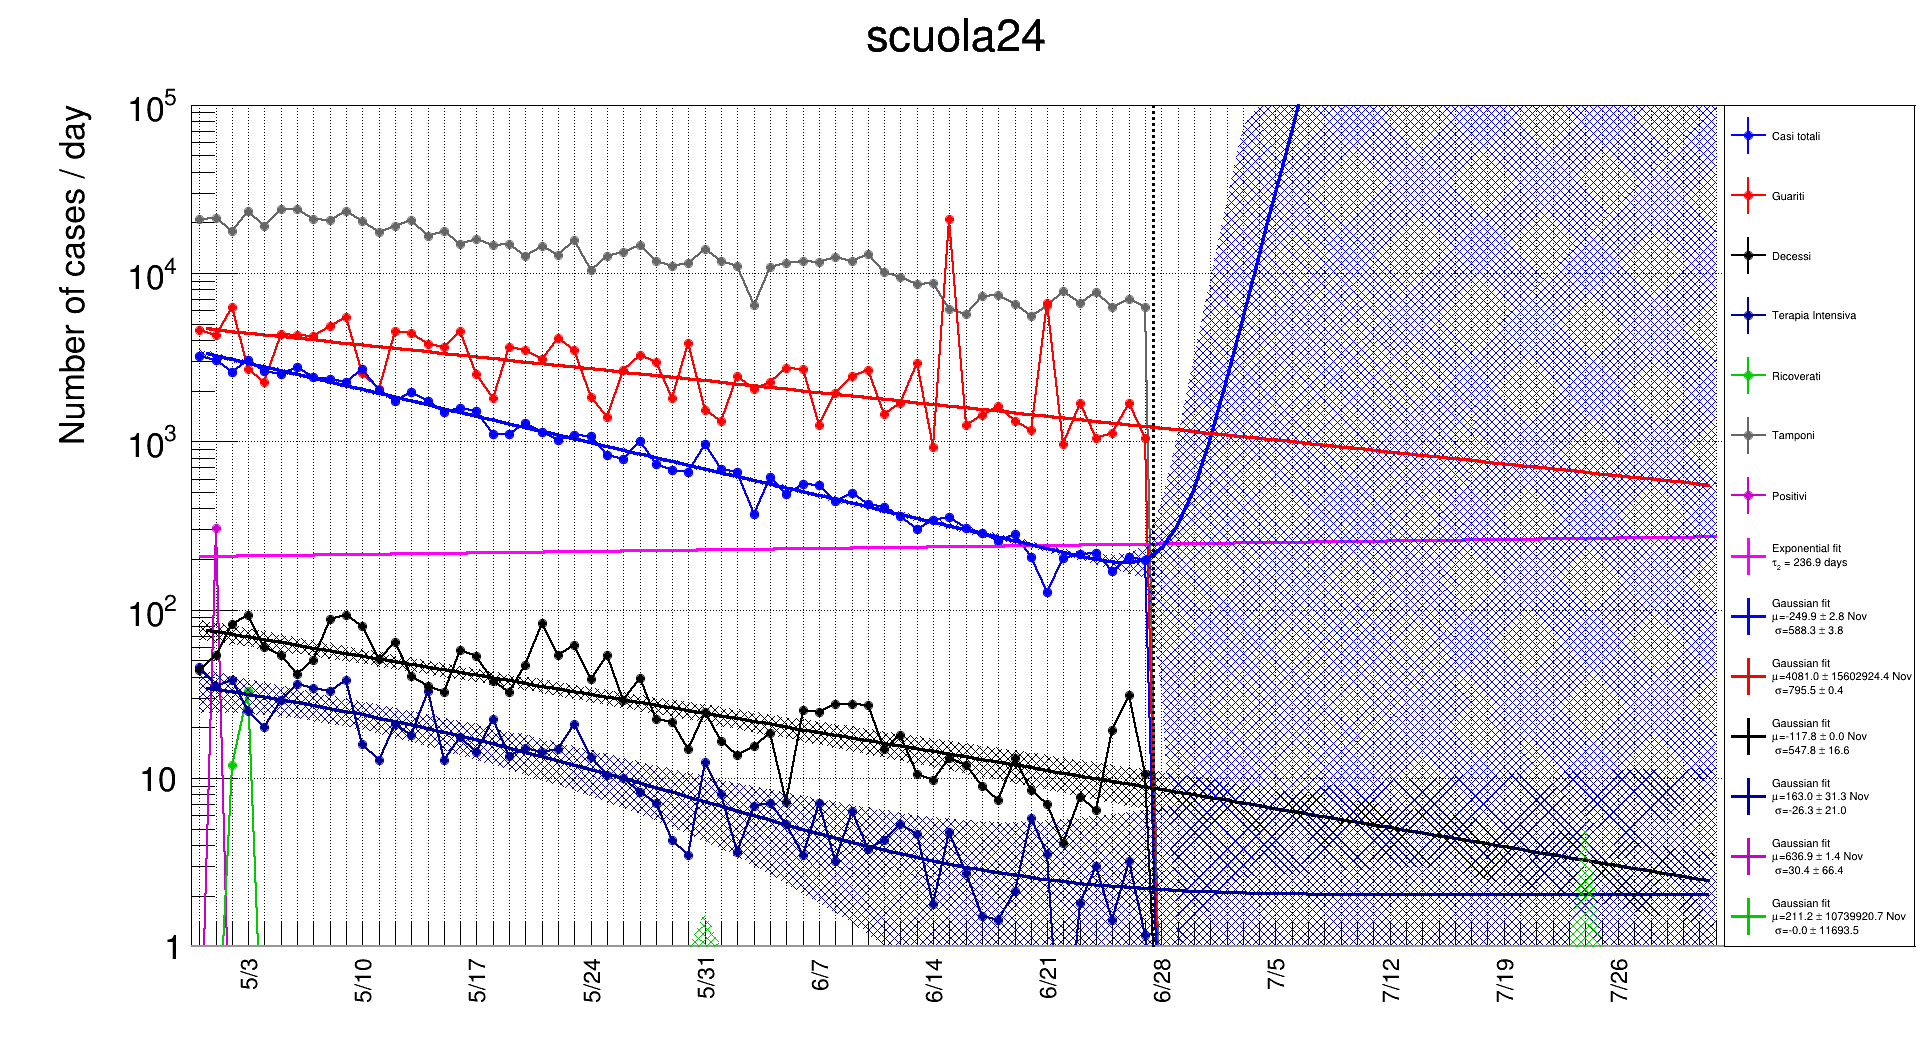 scuola24
Number of cases / day
10^5
10^4
10^3
10^2
10
1
5/3
5/10
5/17
5/24
5/31
6/7
6/14
6/21
6/28
7/5
7/12
7/19
7/26
Casi totali
Guariti
Decessi
Terapia Intensiva
Ricoverati
Tamponi
Positivi
Exponential fit
τ₂ = 236.9 days
Gaussian fit
μ=-249.9 ± 2.8 Nov
σ=588.3 ± 3.8
Gaussian fit
μ=4081.0 ± 15602924.4 Nov
σ=795.5 ± 0.4
Gaussian fit
μ=-117.8 ± 0.0 Nov
σ=547.8 ± 16.6
Gaussian fit
μ=163.0 ± 31.3 Nov
σ=-26.3 ± 21.0
Gaussian fit
μ=636.9 ± 1.4 Nov
σ=30.4 ± 66.4
Gaussian fit
μ=211.2 ± 10739920.7 Nov
σ=-0.0 ± 11693.5